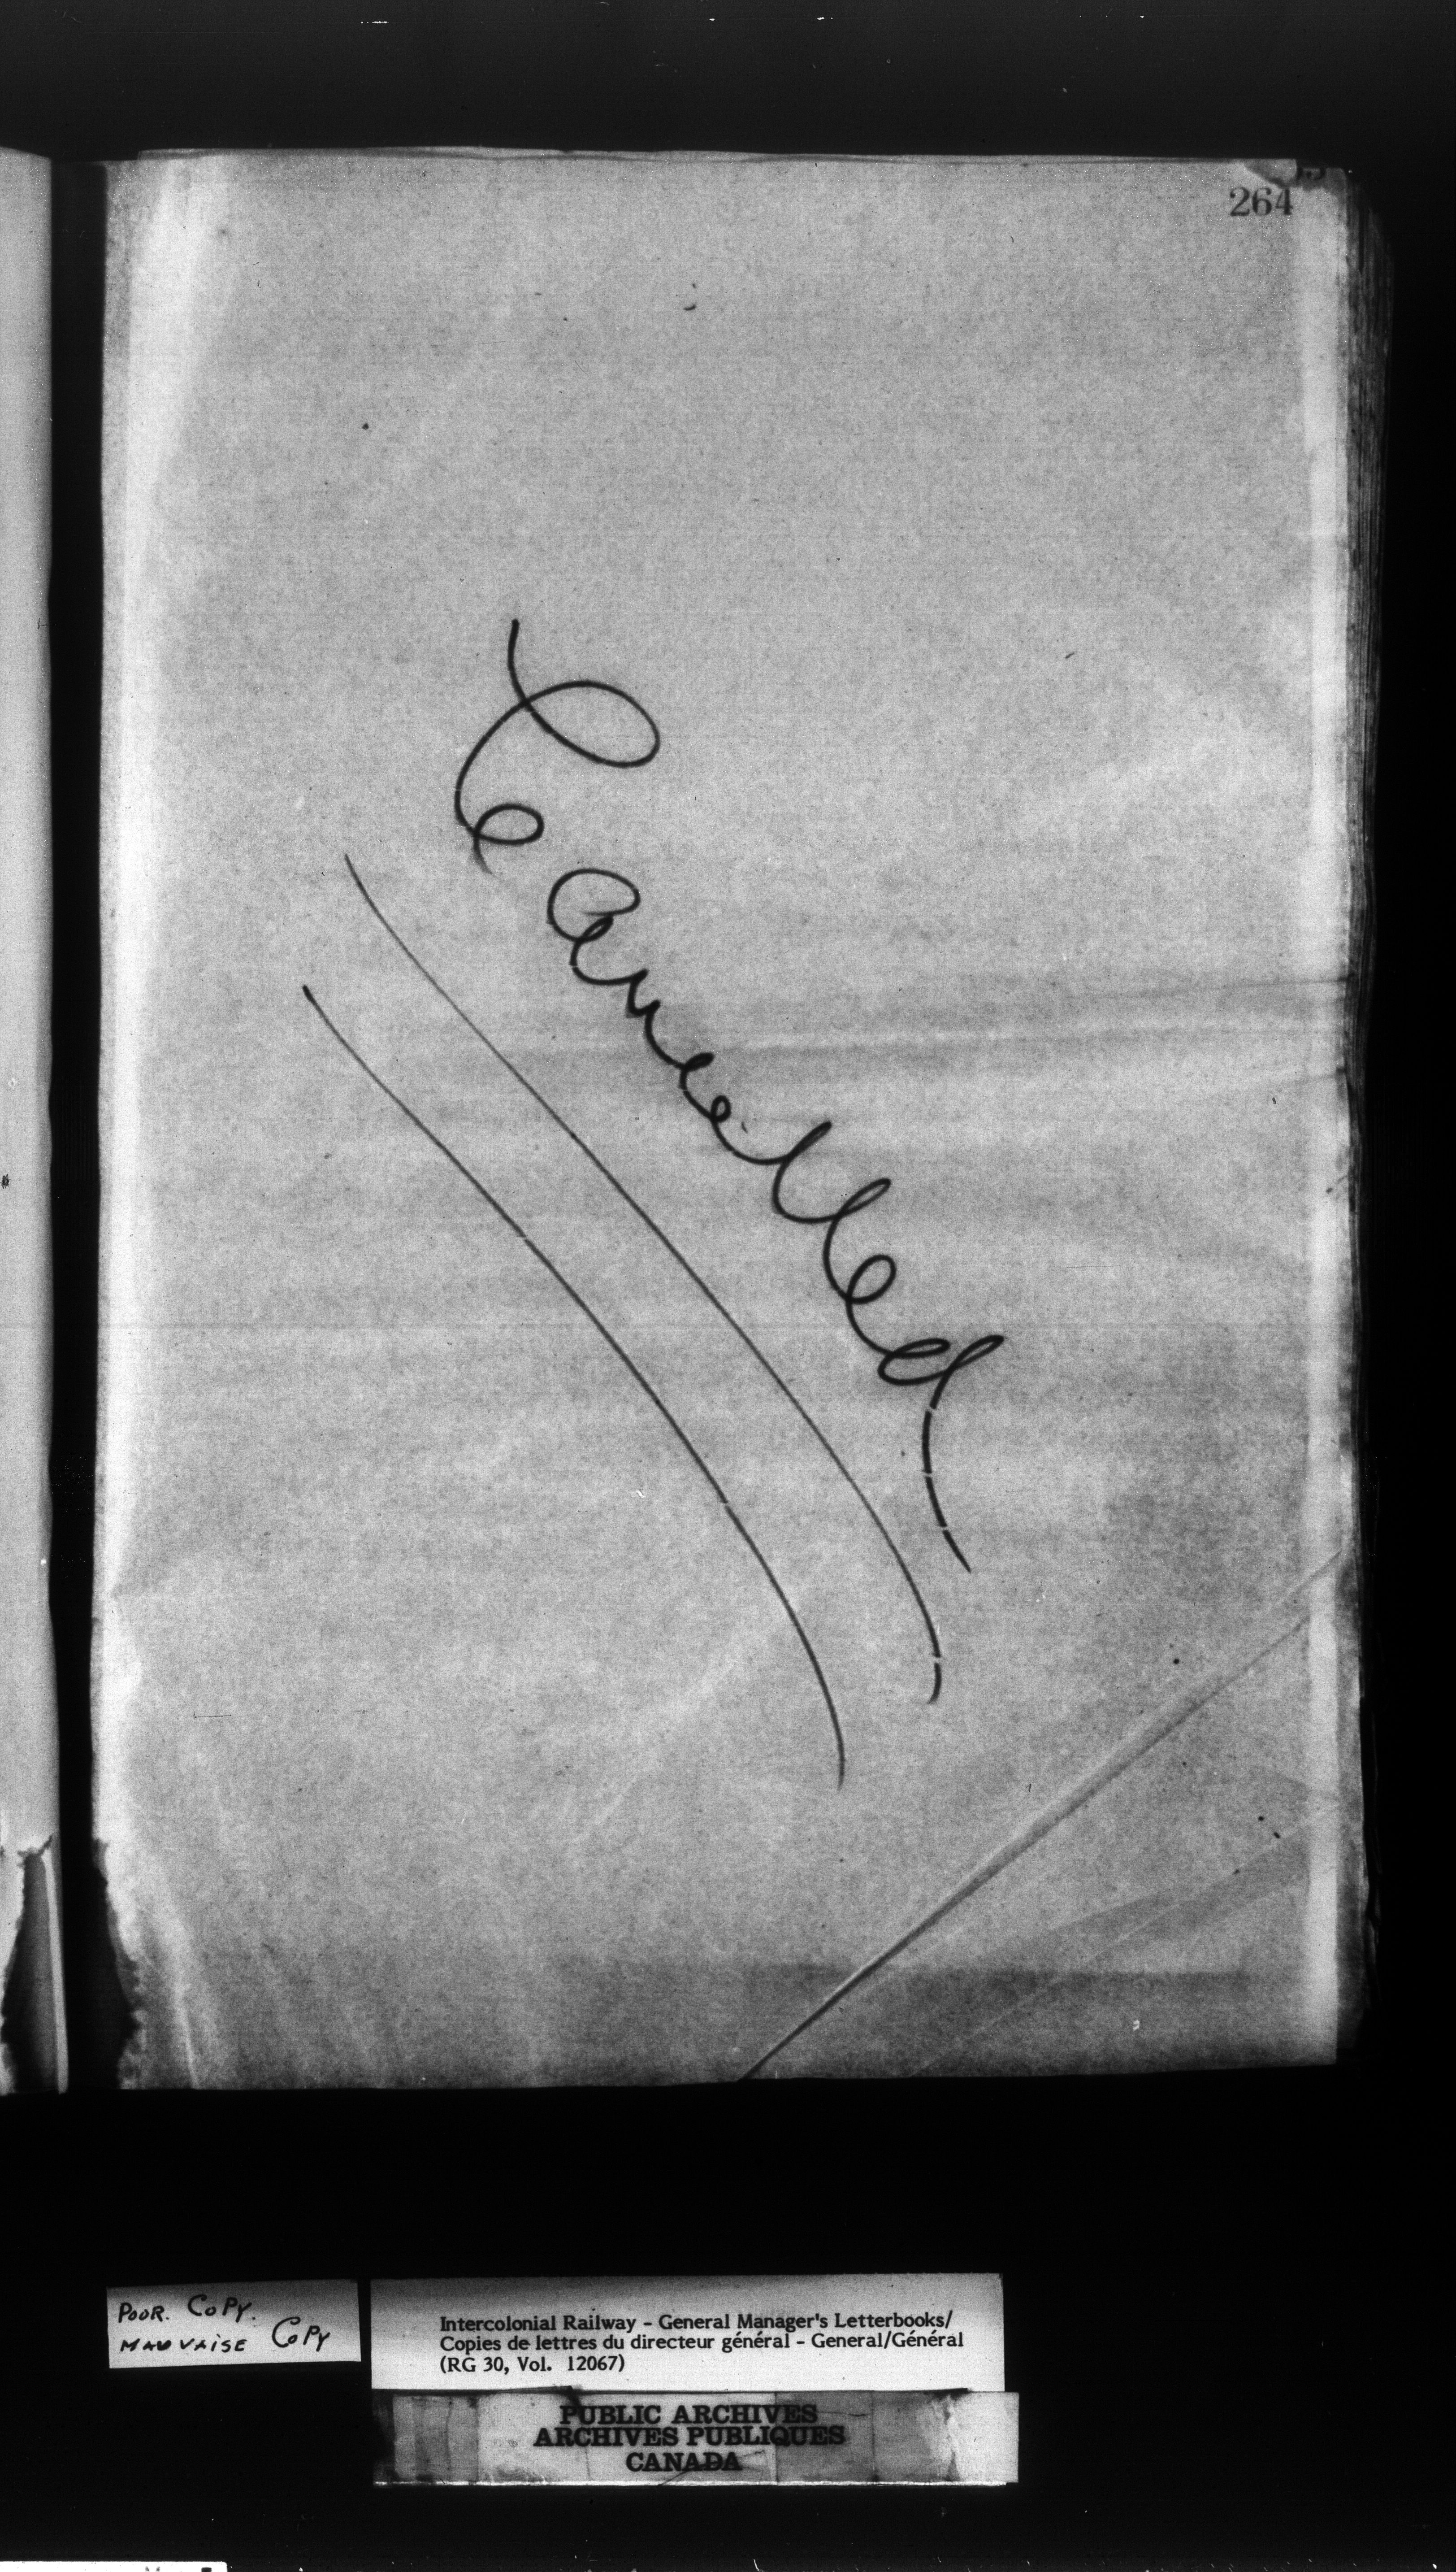 264
Cancelled
POOR. COPY.
MAUVAISE COPY
Intercolonial Railway - General Manager's Letterbooks/
Copies de lettres du directeur général - General/Général
(RG 30, Vol. 12067)
PUBLIC ARCHIVES
ARCHIVES PUBLIQUES
CANADA